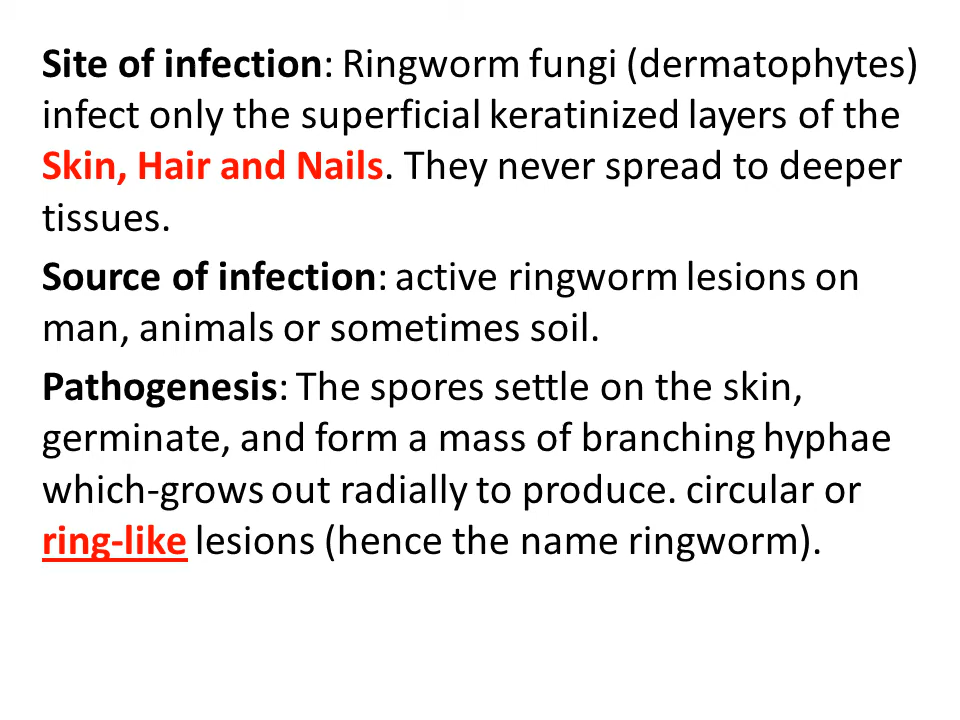 Site of infection: Ringworm fungi (dermatophytes)
infect only the superficial keratinized layers of the
Skin, Hair and Nails. They never spread to deeper
tissues.
Source of infection: active ringworm lesions on
man, animals or sometimes soil.
Pathogenesis: The spores settle on the skin,
germinate, and form a mass of branching hyphae
which-grows out radially to produce. circular or
ring-like lesions (hence the name ringworm).